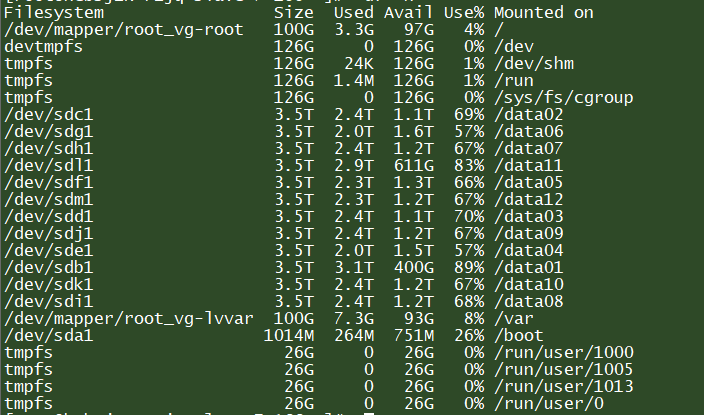 Filesystem Size Used Avail Use% Mounted on
/dev/mapper/root_vg-root 100G 3.3G 97G 4% /
devtmpfs 126G 0 126G 0% /dev
tmpfs 126G 24K 126G 1% /dev/shm
tmpfs 126G 1.4M 126G 1% /run
tmpfs 126G 0 126G 0% /sys/fs/cgroup
/dev/sdc1 3.5T 2.4T 1.1T 69% /data02
/dev/sdg1 3.5T 2.0T 1.6T 57% /data06
/dev/sdh1 3.5T 2.4T 1.2T 67% /data07
/dev/sdl1 3.5T 2.9T 611G 83% /data11
/dev/sdf1 3.5T 2.3T 1.3T 66% /data05
/dev/sdm1 3.5T 2.3T 1.2T 67% /data12
/dev/sdd1 3.5T 2.4T 1.1T 70% /data03
/dev/sdj1 3.5T 2.4T 1.2T 67% /data09
/dev/sde1 3.5T 2.0T 1.5T 57% /data04
/dev/sdb1 3.5T 3.1T 400G 89% /data01
/dev/sdk1 3.5T 2.4T 1.2T 67% /data10
/dev/sdi1 3.5T 2.4T 1.2T 68% /data08
/dev/mapper/root_vg-lvvar 100G 7.3G 93G 8% /var
/dev/sda1 1014M 264M 751M 26% /boot
tmpfs 26G 0 26G 0% /run/user/1000
tmpfs 26G 0 26G 0% /run/user/1005
tmpfs 26G 0 26G 0% /run/user/1013
tmpfs 26G 0 26G 0% /run/user/0